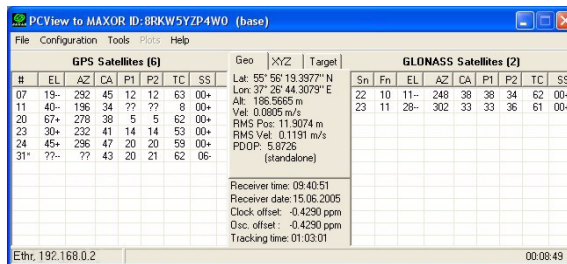 PCView to MAXOR ID:8RKW5YZP4W0 (base)
File Configuration Tools Plots Help
GPS Satellites (6)
# EL AZ CA P1 P2 TC SS
07 19-- 292 45 12 12 63 00+
11 40-- 196 34 ?? ?? 8 00+
20 67+ 278 38 5 5 62 00+
23 30+ 232 41 14 14 53 00+
24 45+ 296 47 20 20 59 00+
31* ??-- ?? 43 20 21 62 06-
Geo XYZ Target
Lat: 55° 56' 19.3977" N
Lon: 37° 26' 44.3079" E
Alt: 186.5665 m
Vel: 0.0805 m/s
RMS Pos: 11.9074 m
RMS Vel: 0.1191 m/s
PDOP: 5.8726
(standalone)
Receiver time: 09:40:51
Receiver date: 15.06.2005
Clock offset: -0.4290 ppm
Osc. offset: -0.4290 ppm
Tracking time: 01:03:01
GLONASS Satellites (2)
Sn Fn EL AZ CA P1 P2 TC SS
22 10 11-- 248 38 38 34 62 00+
23 11 28-- 302 33 33 36 61 00+
Ethr, 192.168.0.2
00:08:49